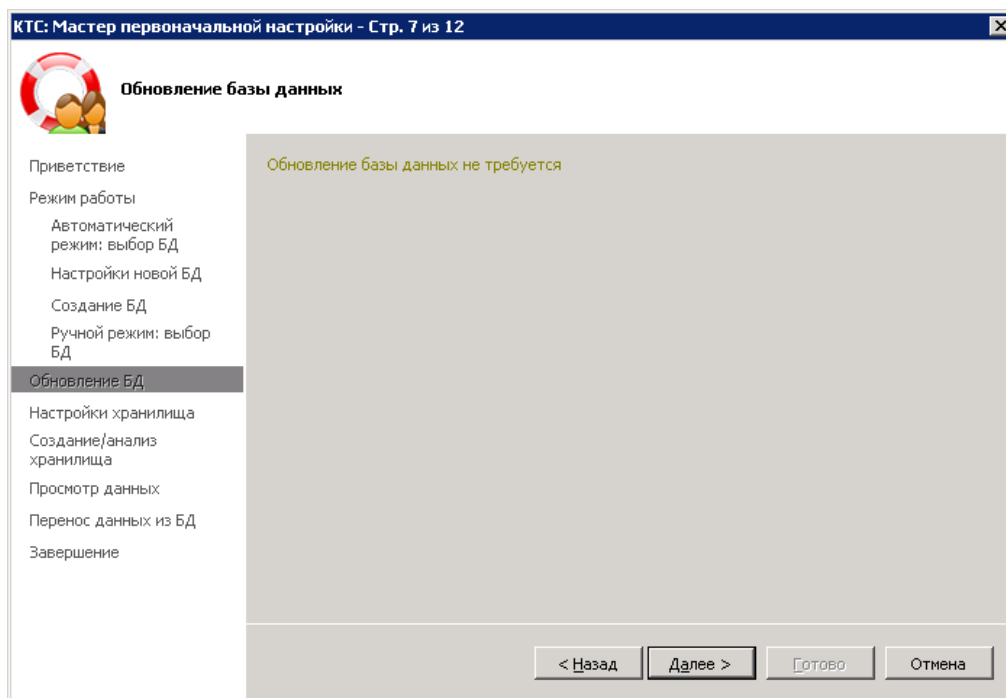 КТС: Мастер первоначальной настройки - Стр. 7 из 12
Обновление базы данных
Приветствие
Режим работы
Автоматический
режим: выбор БД
Настройки новой БД
Создание БД
Ручной режим: выбор
БД
Обновление БД
Настройки хранилища
Создание/анализ
хранилища
Просмотр данных
Перенос данных из БД
Завершение
Обновление базы данных не требуется
< Назад
Далее >
Готово
Отмена